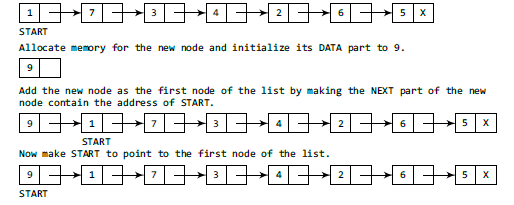 1 7 3 4 2 6 5 X
START
Allocate memory for the new node and initialize its DATA part to 9.
9
Add the new node as the first node of the list by making the NEXT part of the new
node contain the address of START.
9 1 7 3 4 2 6 5 X
START
Now make START to point to the first node of the list.
9 1 7 3 4 2 6 5 X
START